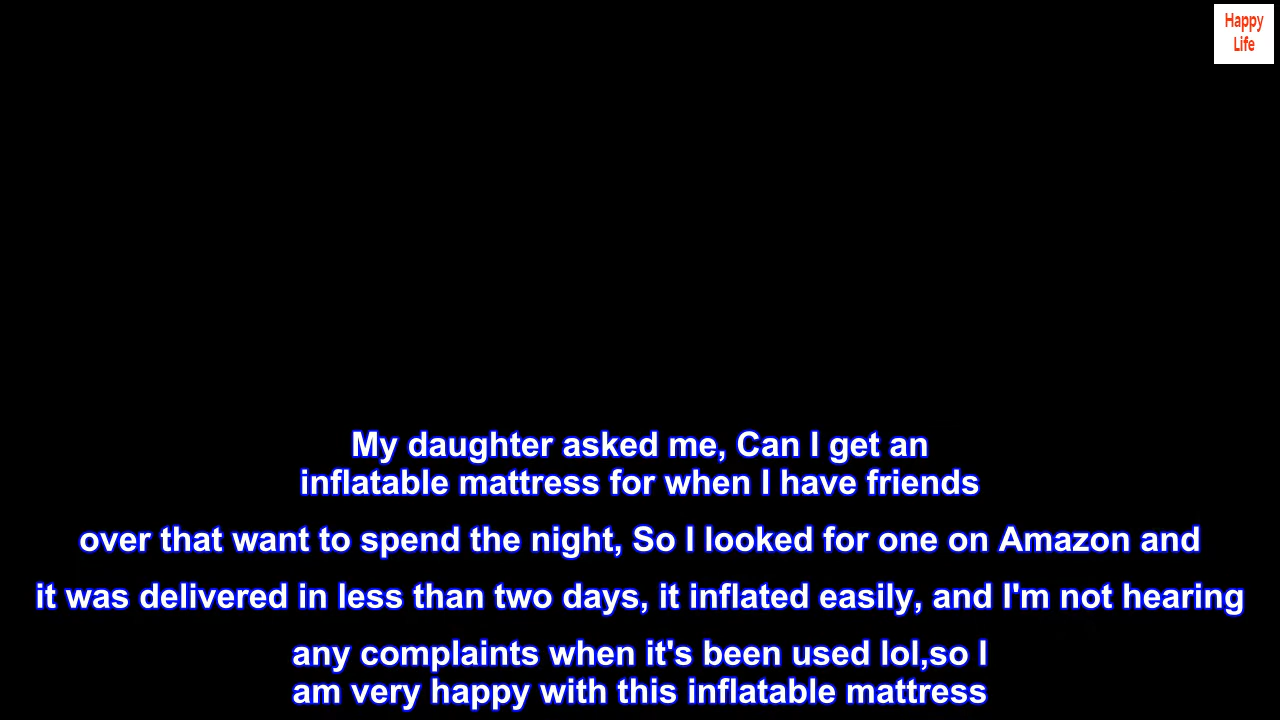 Happy
Life
My daughter asked me, Can I get an
inflatable mattress for when I have friends
over that want to spend the night, So I looked for one on Amazon and
it was delivered in less than two days, it inflated easily, and I'm not hearing
any complaints when it's been used lol,so I
am very happy with this inflatable mattress